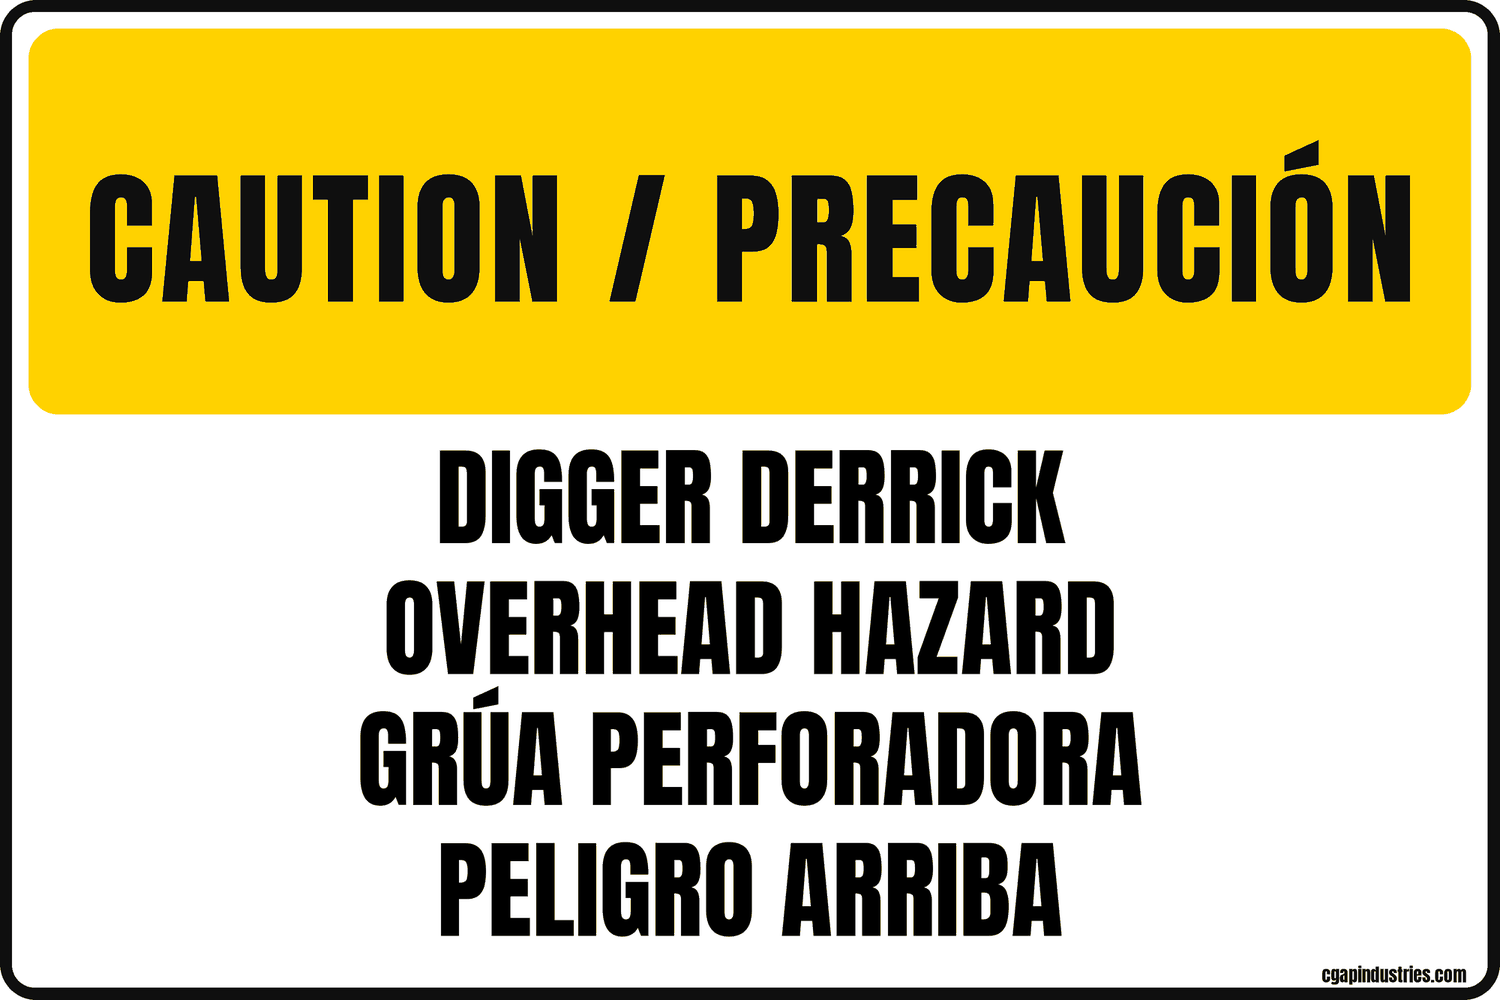 CAUTION / PRECAUCIÓN
DIGGER DERRICK
OVERHEAD HAZARD
GRÚA PERFORADORA
PELIGRO ARRIBA
cgapindustries.com